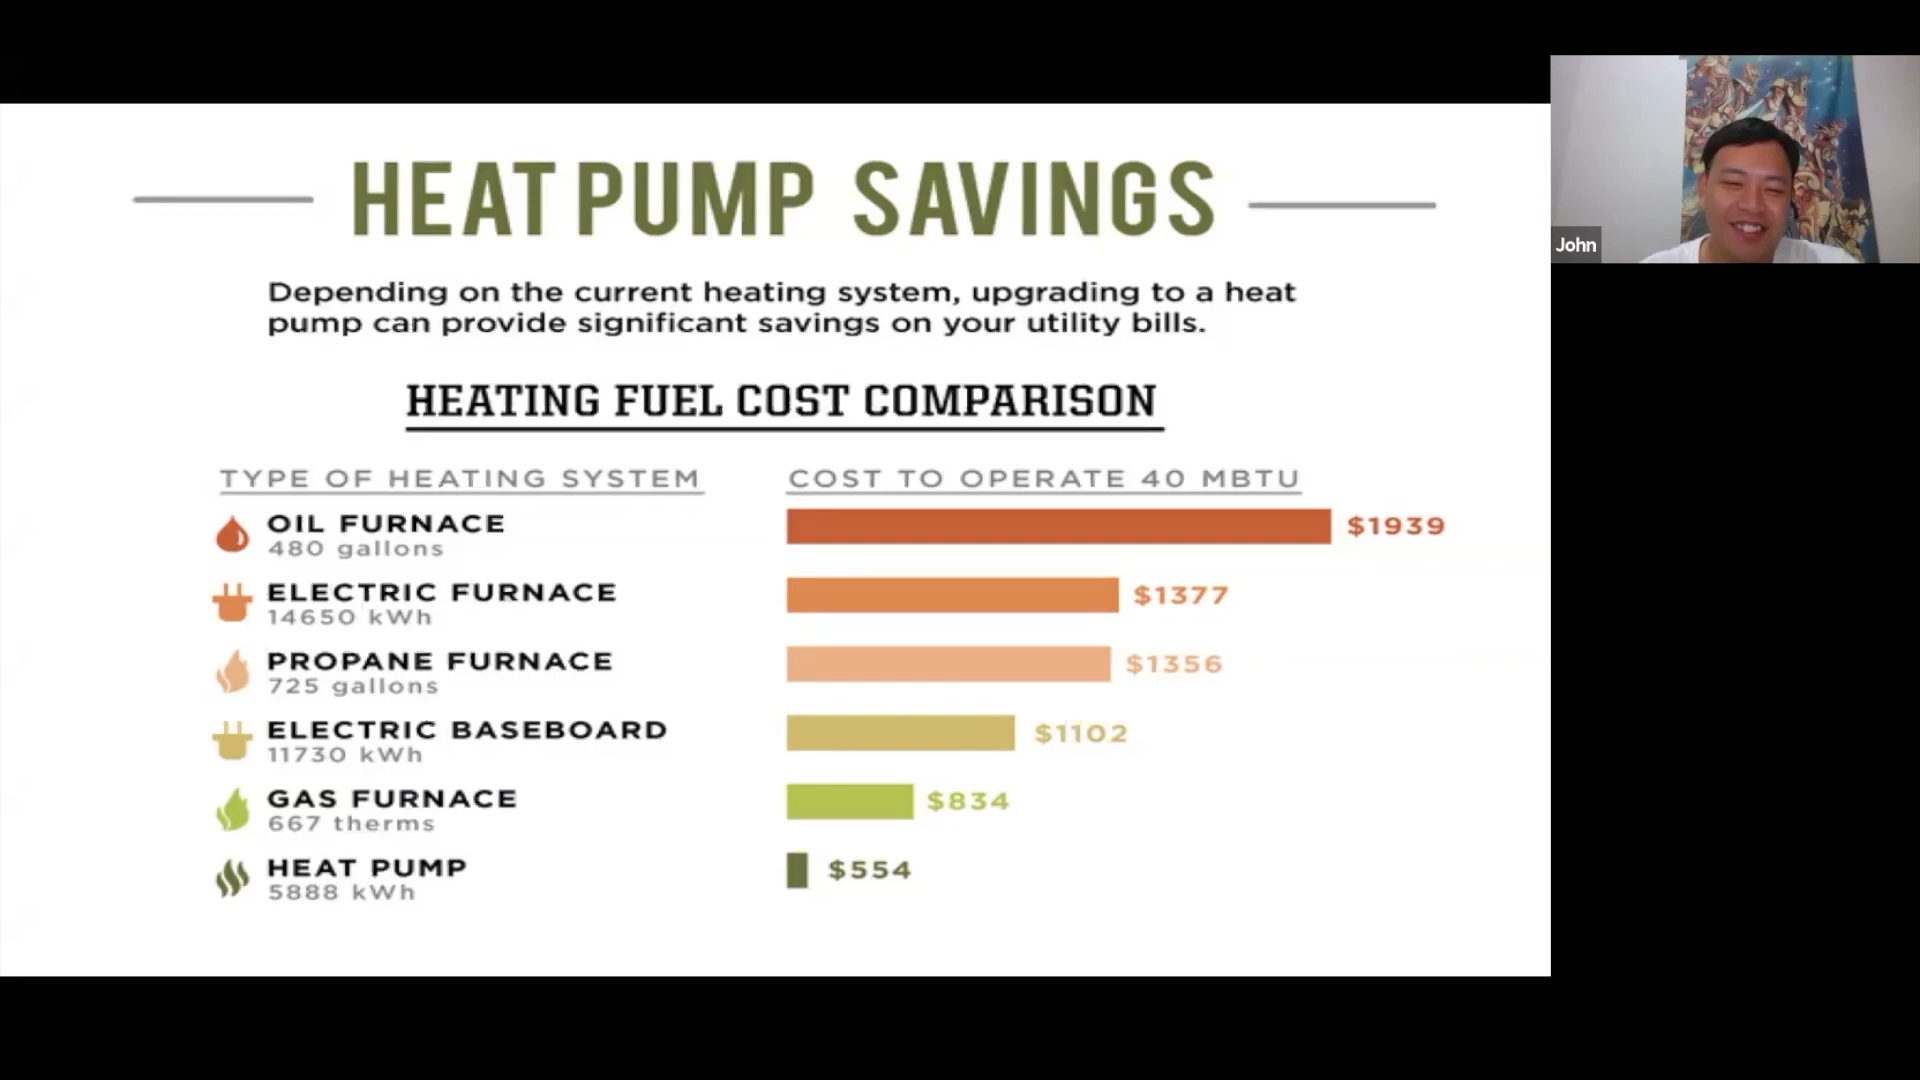 HEAT PUMP SAVINGS
Depending on the current heating system, upgrading to a heat
pump can provide significant savings on your utility bills.
HEATING FUEL COST COMPARISON
TYPE OF HEATING SYSTEM
COST TO OPERATE 40 MBTU
OIL FURNACE
480 gallons
$1939
ELECTRIC FURNACE
14650 kWh
$1377
PROPANE FURNACE
725 gallons
$1356
ELECTRIC BASEBOARD
11730 kWh
$1102
GAS FURNACE
667 therms
$834
HEAT PUMP
5888 kWh
$554
John